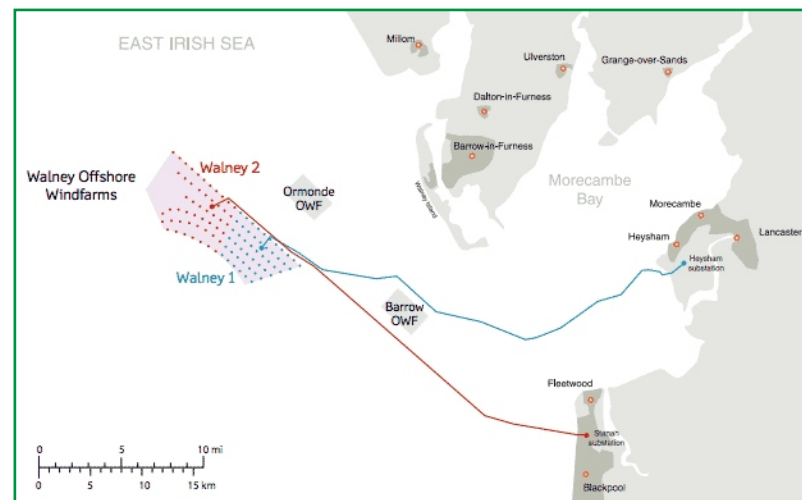 EAST IRISH SEA
Millom
Ulverston
Grange-over-Sands
Dalton-in-Furness
Barrow-in-Furness
Walney Island
Walney 2
Walney Offshore
Windfarms
Ormonde
OWF
Morecambe
Bay
Morecambe
Lancaster
Heysham
Heysham
substation
Walney 1
Barrow
OWF
Fleetwood
Stanah
substation
Blackpool
0 5 10 mi
0 5 10 15 km